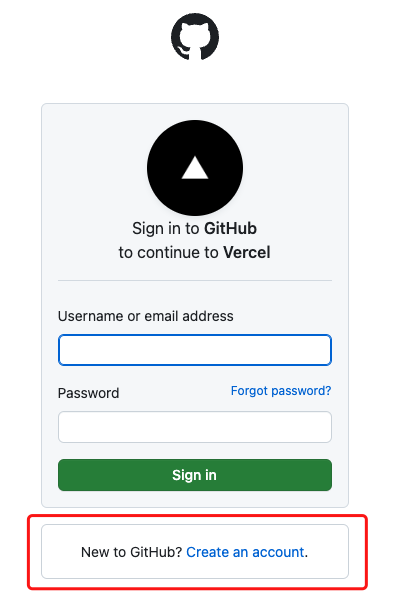 Sign in to GitHub
to continue to Vercel
Username or email address
Password
Forgot password?
Sign in
New to GitHub? Create an account.